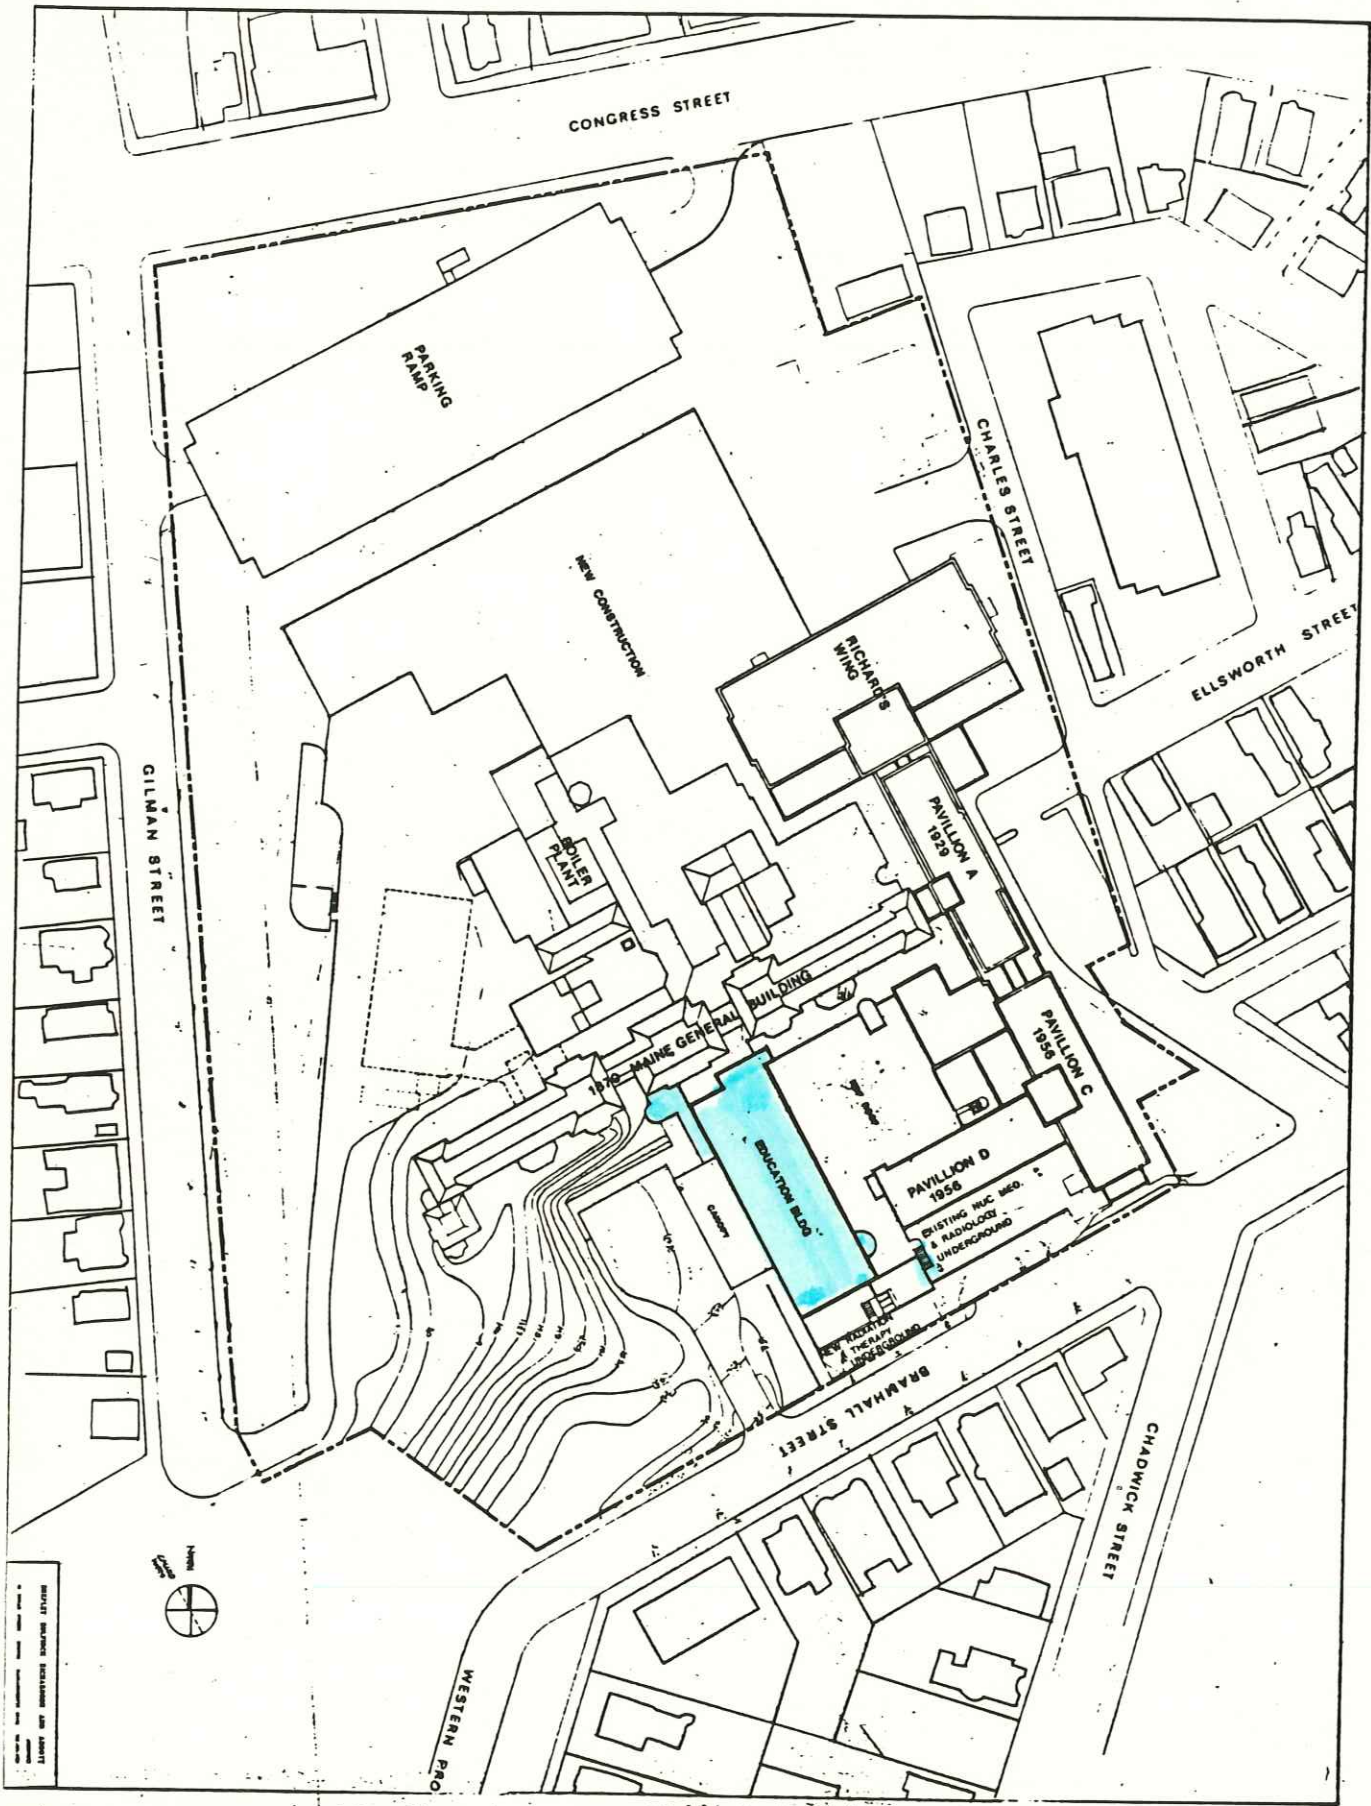 CONGRESS STREET
PARKING
RAMP
CHARLES STREET
NEW CONSTRUCTION
RICHARD'S
WING
ELLSWORTH STREET
GILMAN STREET
PAVILLION A
1929
BOILER
PLANT
1870 MAINE GENERAL BUILDING
PAVILLION C
1956
EDUCATION BLDG
CANOPY
PAVILLION D
1956
EXISTING NUC MED.
& RADIOLOGY
UNDERGROUND
NEW RADIATION
& THERAPY
UNDERGROUND
BRAMHALL STREET
CHADWICK STREET
WESTERN PRO